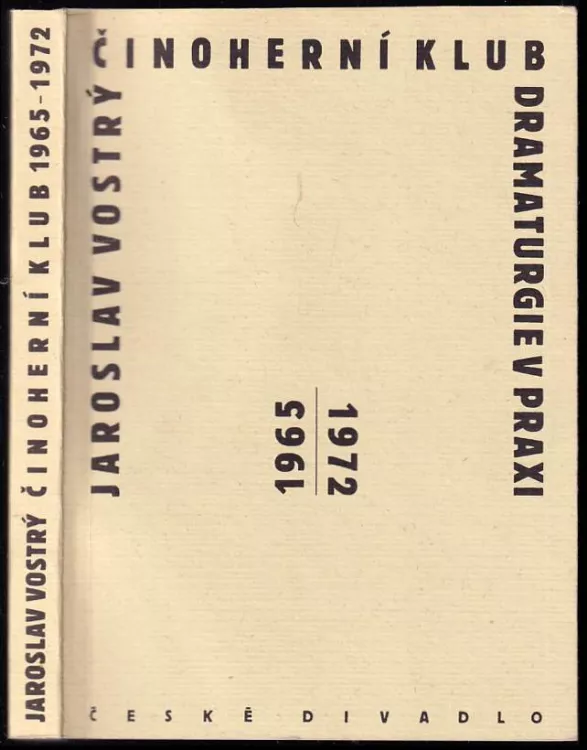 JAROSLAV VOSTRÝ ČINOHERNÍ KLUB 1965-1972
ČINOHERNÍ KLUB
JAROSLAV VOSTRÝ
DRAMATURGIE V PRAXI
1965
1972
ČESKÉ DIVADLO